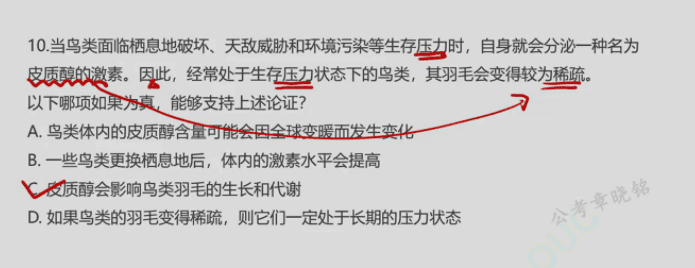 10.当鸟类面临栖息地破坏、天敌威胁和环境污染等生存压力时，自身就会分泌一种名为
皮质醇的激素。因此，经常处于生存压力状态下的鸟类，其羽毛会变得较为稀疏。
以下哪项如果为真，能够支持上述论证？
A. 鸟类体内的皮质醇含量可能会因全球变暖而发生变化
B. 一些鸟类更换栖息地后，体内的激素水平会提高
C. 皮质醇会影响鸟类羽毛的生长和代谢
D. 如果鸟类的羽毛变得稀疏，则它们一定处于长期的压力状态
公考章晓铭